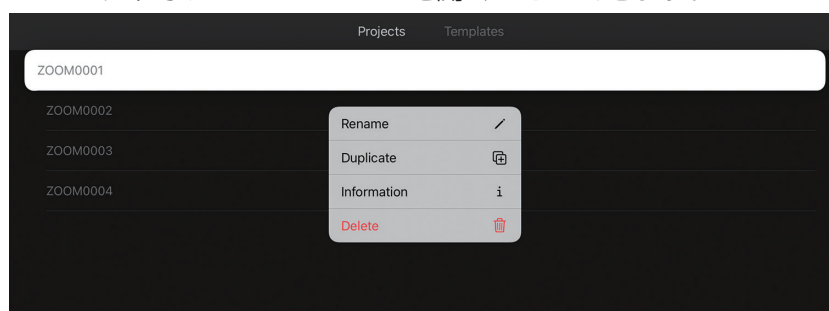 Projects Templates
ZOOM0001
ZOOM0002
Rename
ZOOM0003
Duplicate
ZOOM0004
Information
Delete